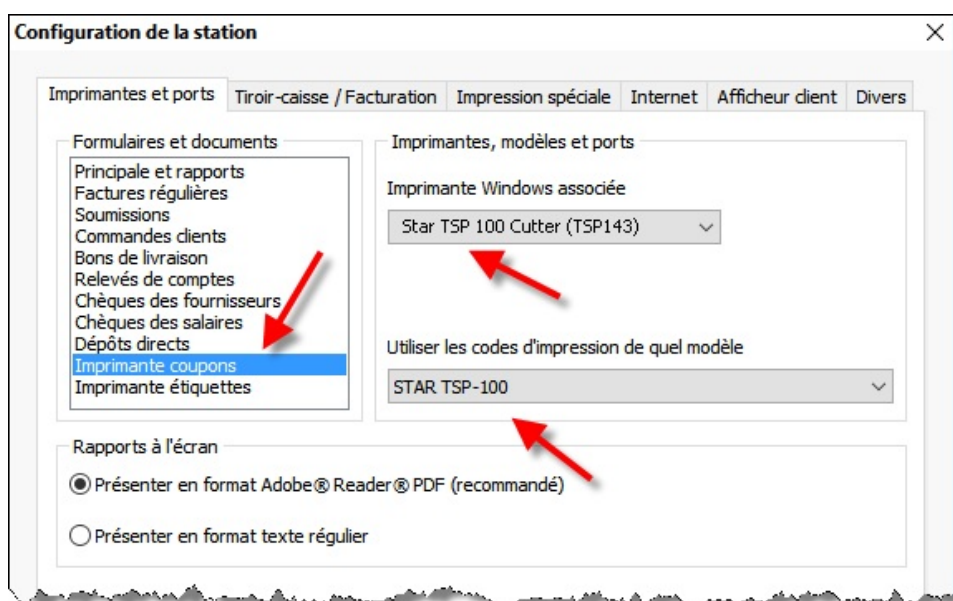 Configuration de la station
Imprimantes et ports
Tiroir-caisse / Facturation
Impression spéciale
Internet
Afficheur client
Divers
Formulaires et documents
Principale et rapports
Factures régulières
Soumissions
Commandes clients
Bons de livraison
Relevés de comptes
Chèques des fournisseurs
Chèques des salaires
Dépôts directs
Imprimante coupons
Imprimante étiquettes
Imprimantes, modèles et ports
Imprimante Windows associée
Star TSP 100 Cutter (TSP143)
Utiliser les codes d'impression de quel modèle
STAR TSP-100
Rapports à l'écran
Présenter en format Adobe® Reader® PDF (recommandé)
Présenter en format texte régulier